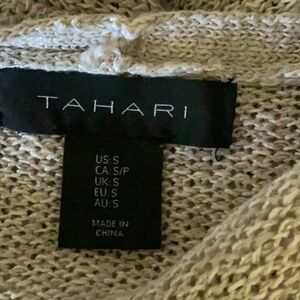 TAHARI
US: S
CA: S/P
UK: S
EU: S
AU: S
MADE IN
CHINA